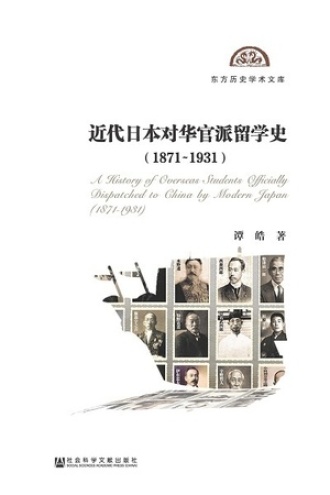 东方历史学术文库
近代日本对华官派留学史
(1871~1931)
A History of Overseas Students Officially
Dispatched to China by Modern Japan
(1871-1931)
谭 皓 著
社会科学文献出版社
SOCIAL SCIENCES ACADEMIC PRESS (CHINA)